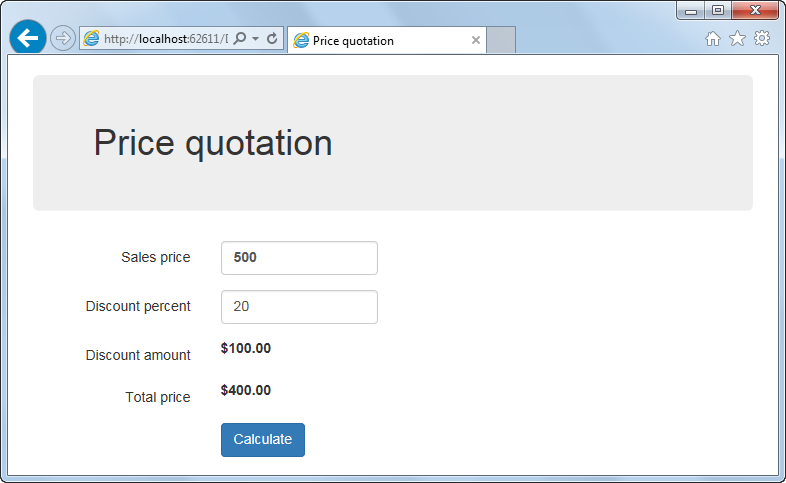 http://localhost:62611/
Price quotation
Price quotation
Sales price 500
Discount percent 20
Discount amount $100.00
Total price $400.00
Calculate